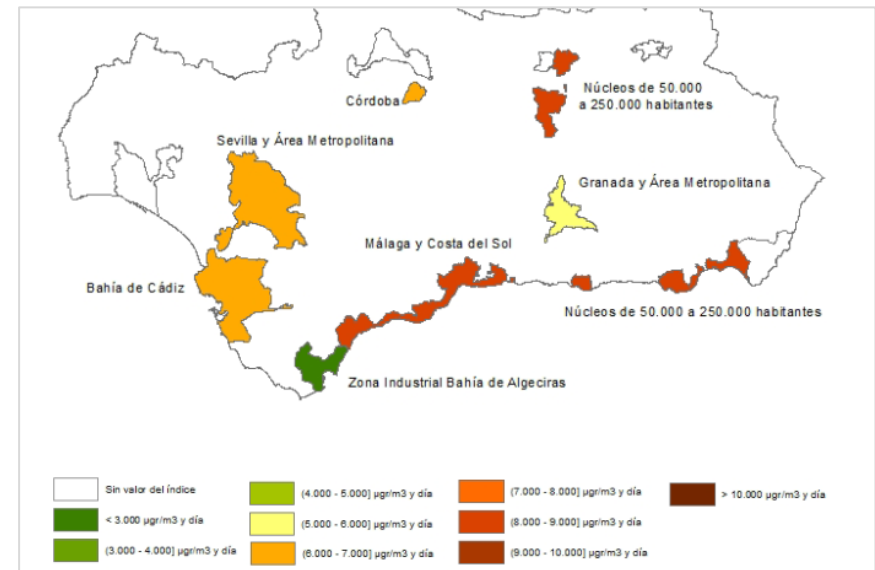 Núcleos de 50.000
a 250.000 habitantes
Córdoba
Sevilla y Área Metropolitana
Granada y Área Metropolitana
Málaga y Costa del Sol
Bahía de Cádiz
Núcleos de 50.000 a 250.000 habitantes
Zona Industrial Bahía de Algeciras
Sin valor del índice
< 3.000 µgr/m3 y día
(3.000 - 4.000] µgr/m3 y día
(4.000 - 5.000] µgr/m3 y día
(5.000 - 6.000] µgr/m3 y día
(6.000 - 7.000] µgr/m3 y día
(7.000 - 8.000] µgr/m3 y día
(8.000 - 9.000] µgr/m3 y día
(9.000 - 10.000] µgr/m3 y día
> 10.000 µgr/m3 y día